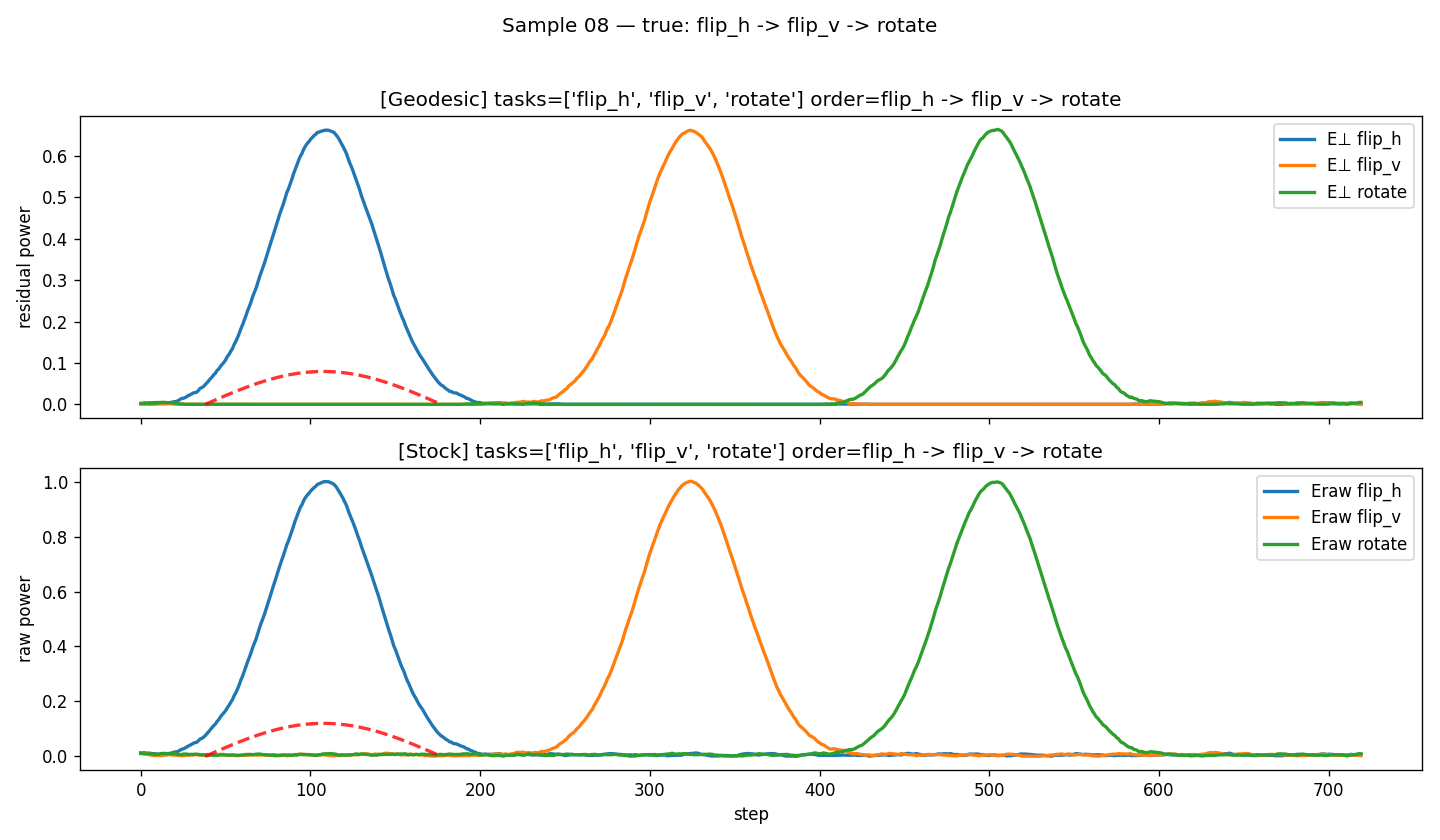 Sample 08 — true: flip_h -> flip_v -> rotate
[Geodesic] tasks=['flip_h', 'flip_v', 'rotate'] order=flip_h -> flip_v -> rotate
residual power
0.6
0.5
0.4
0.3
0.2
0.1
0.0
E⊥ flip_h
E⊥ flip_v
E⊥ rotate
[Stock] tasks=['flip_h', 'flip_v', 'rotate'] order=flip_h -> flip_v -> rotate
raw power
1.0
0.8
0.6
0.4
0.2
0.0
Eraw flip_h
Eraw flip_v
Eraw rotate
0 100 200 300 400 500 600 700
step